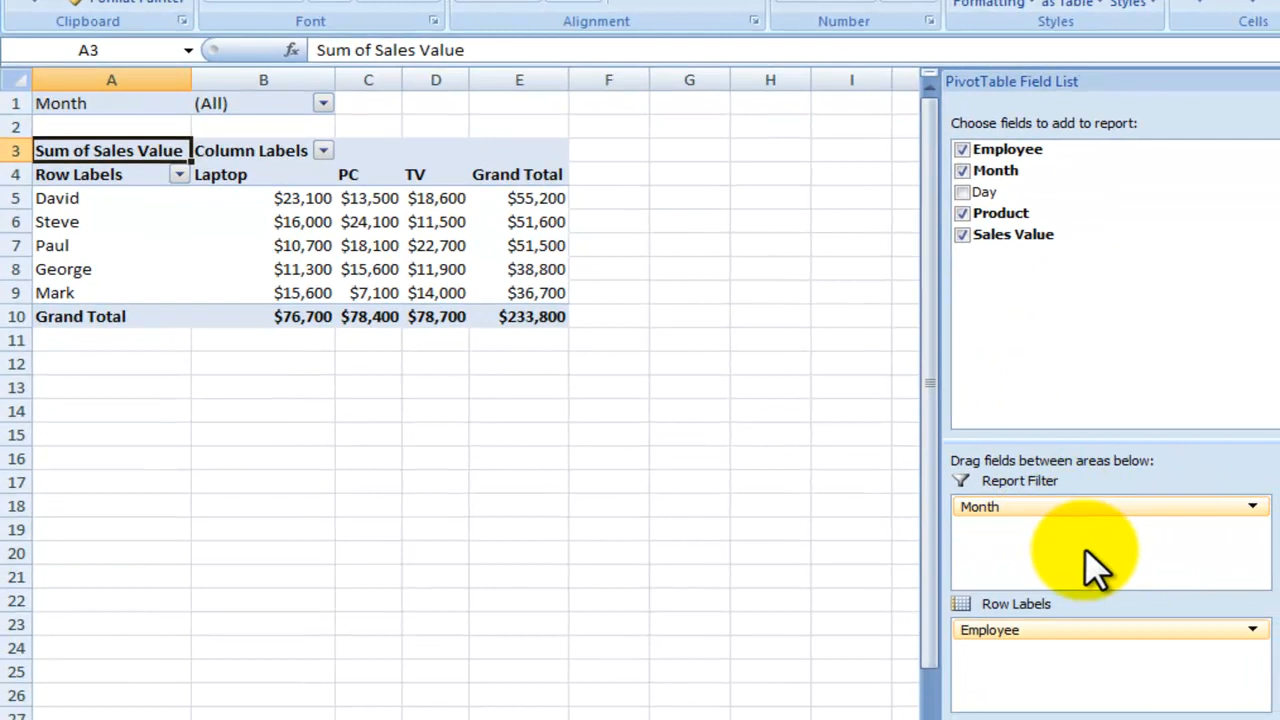 Format Painter
Formatting as Table Styles
Clipboard Font Alignment Number Styles Cells
A3 fx Sum of Sales Value
A B C D E F G H I
PivotTable Field List
1 Month (All)
Choose fields to add to report:
2
3 Sum of Sales Value Column Labels
4 Row Labels Laptop PC TV Grand Total
5 David $23,100 $13,500 $18,600 $55,200
6 Steve $16,000 $24,100 $11,500 $51,600
7 Paul $10,700 $18,100 $22,700 $51,500
8 George $11,300 $15,600 $11,900 $38,800
9 Mark $15,600 $7,100 $14,000 $36,700
10 Grand Total $76,700 $78,400 $78,700 $233,800
11
12
13
14
15
16
17
18
19
20
21
22
23
24
25
26
27
Employee
Month
Day
Product
Sales Value
Drag fields between areas below:
Report Filter
Month
Row Labels
Employee